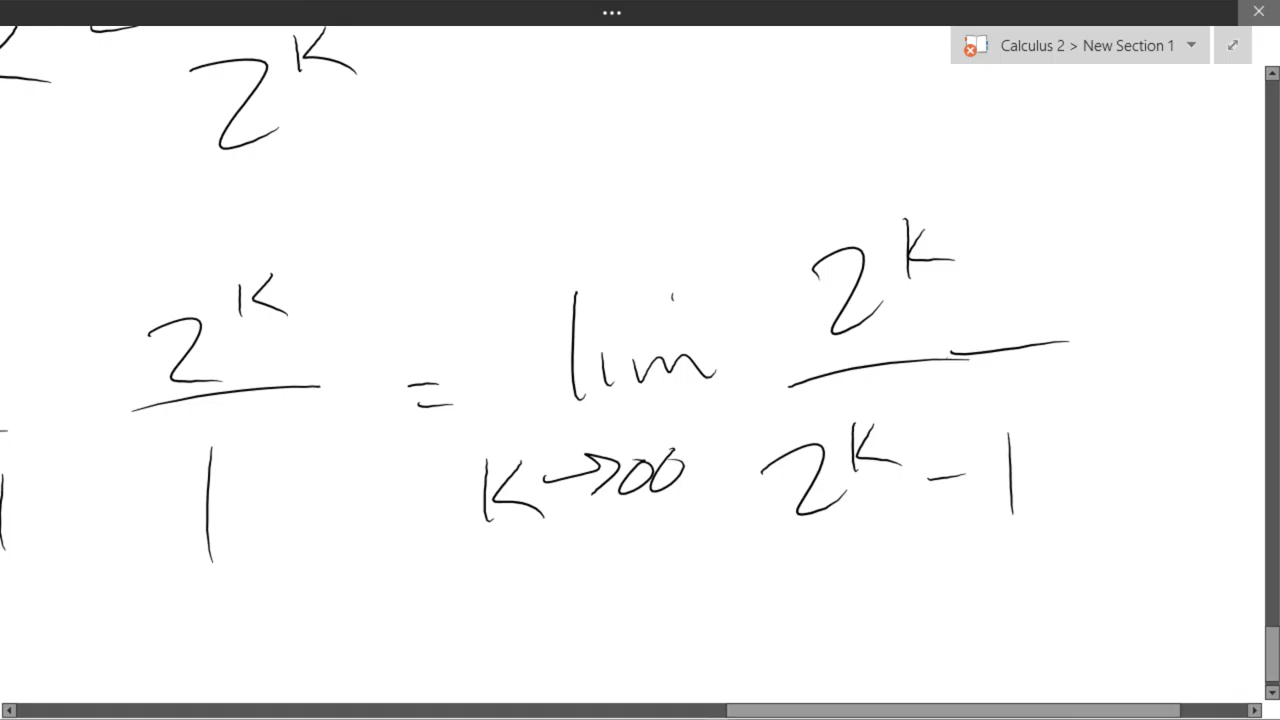 ...
Calculus 2 > New Section 1
2^k
2^k / 1 = lim k→∞ 2^k / 2^k - 1